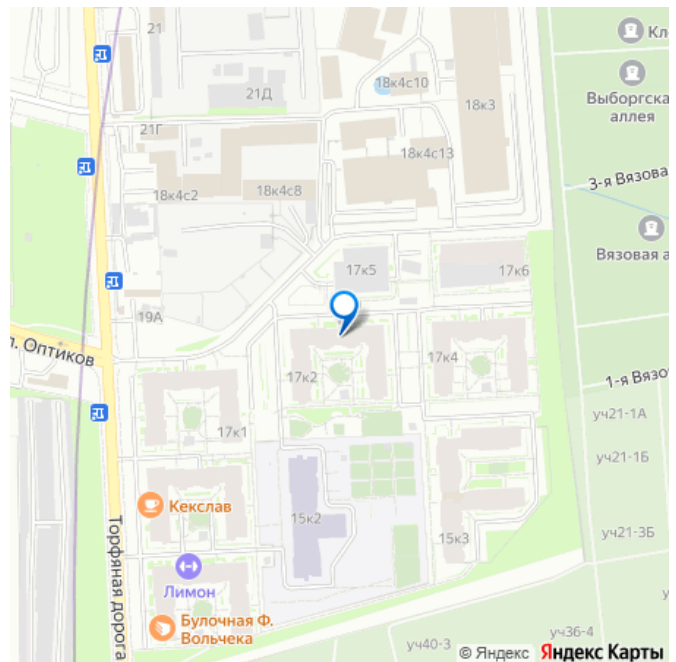 21
Кл
18к4с10
21Д
Выборгска
аллея
18к3
21Г
18к4с13
3-я Вязова
18к4с2
18к4с8
Вязовая а
17к5
17к6
19А
л. Оптиков
17к4
17к2
1-я Вязо
уч21-1А
17к1
уч21-1Б
Кекслав
15к2
15к3
уч21-3Б
Торфяная дорога
Лимон
Булочная Ф.
Вольчека
уч36-4
уч40-3
© Яндекс Яндекс Карты